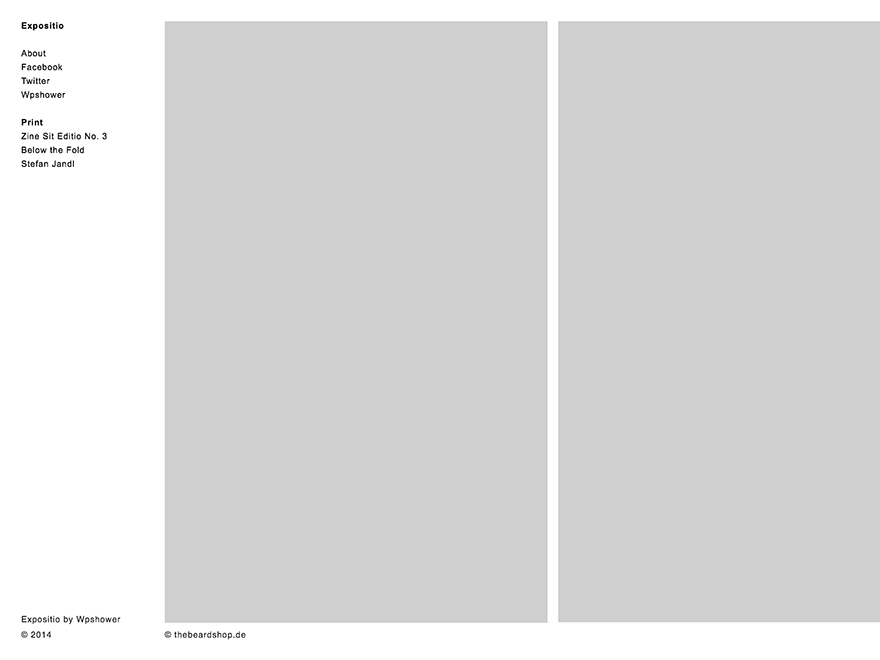 Expositio
About
Facebook
Twitter
Wpshower
Print
Zine Sit Editio No. 3
Below the Fold
Stefan Jandl
Expositio by Wpshower
© 2014
© thebeardshop.de